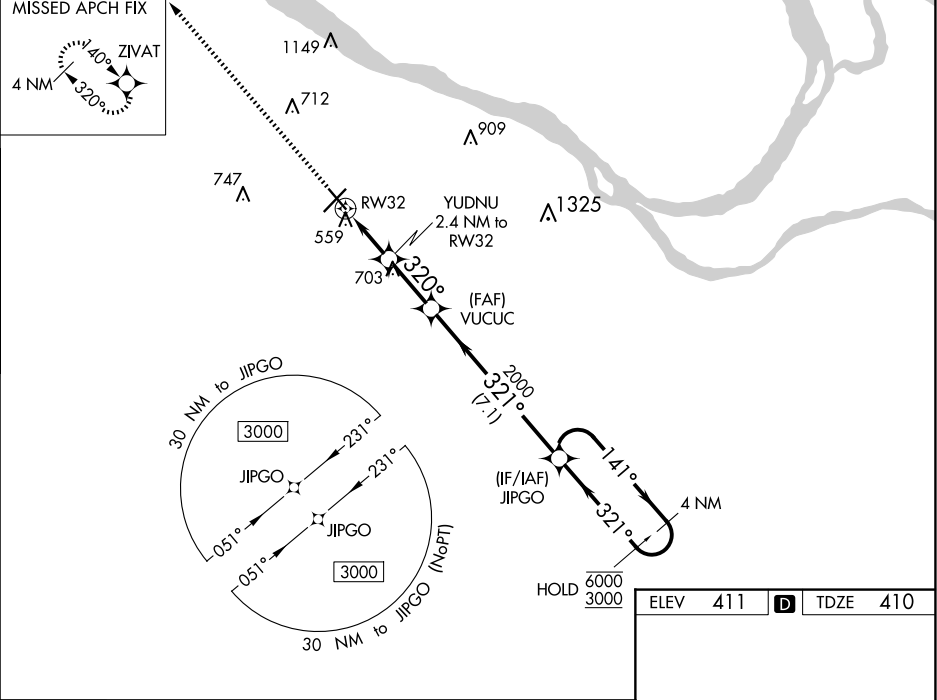 MISSED APCH FIX
ZIVAT
140°
4 NM
320°
1149
712
909
747
RW32
YUDNU
2.4 NM to
RW32
1325
559
703
320°
(FAF)
VUCUC
2000
321°
(7.1)
30 NM to JIPGO
3000
231°
JIPGO
051°
231°
JIPGO
051°
3000
30 NM to JIPGO (NoPT)
(IF/IAF)
JIPGO
141°
321°
4 NM
HOLD 6000
3000
ELEV 411 D TDZE 410